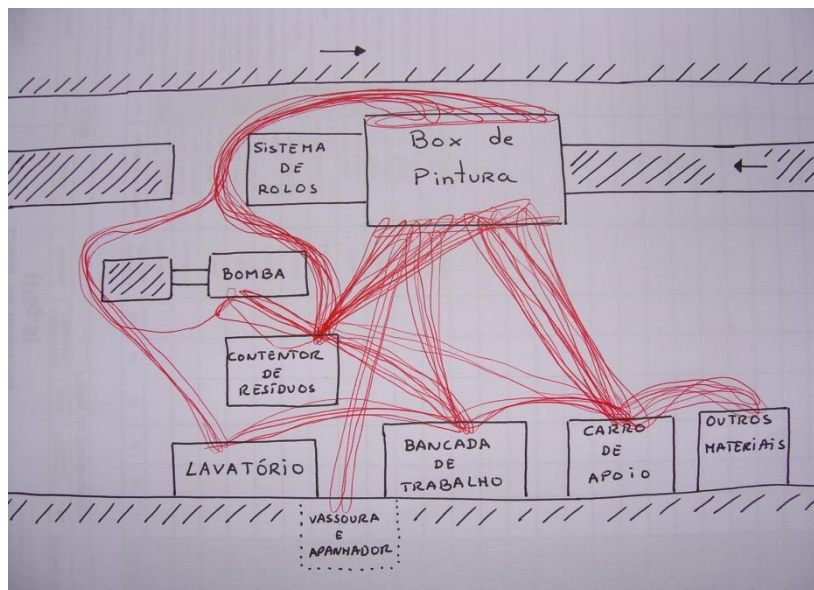 Box de
Pintura
SISTEMA
DE
ROLOS
BOMBA
CONTENTOR
DE
RESÍDUOS
LAVATÓRIO
BANCADA
DE
TRABALHO
CARRO
DE
APOIO
OUTROS
MATERIAIS
VASSOURA
E
APANHADOR